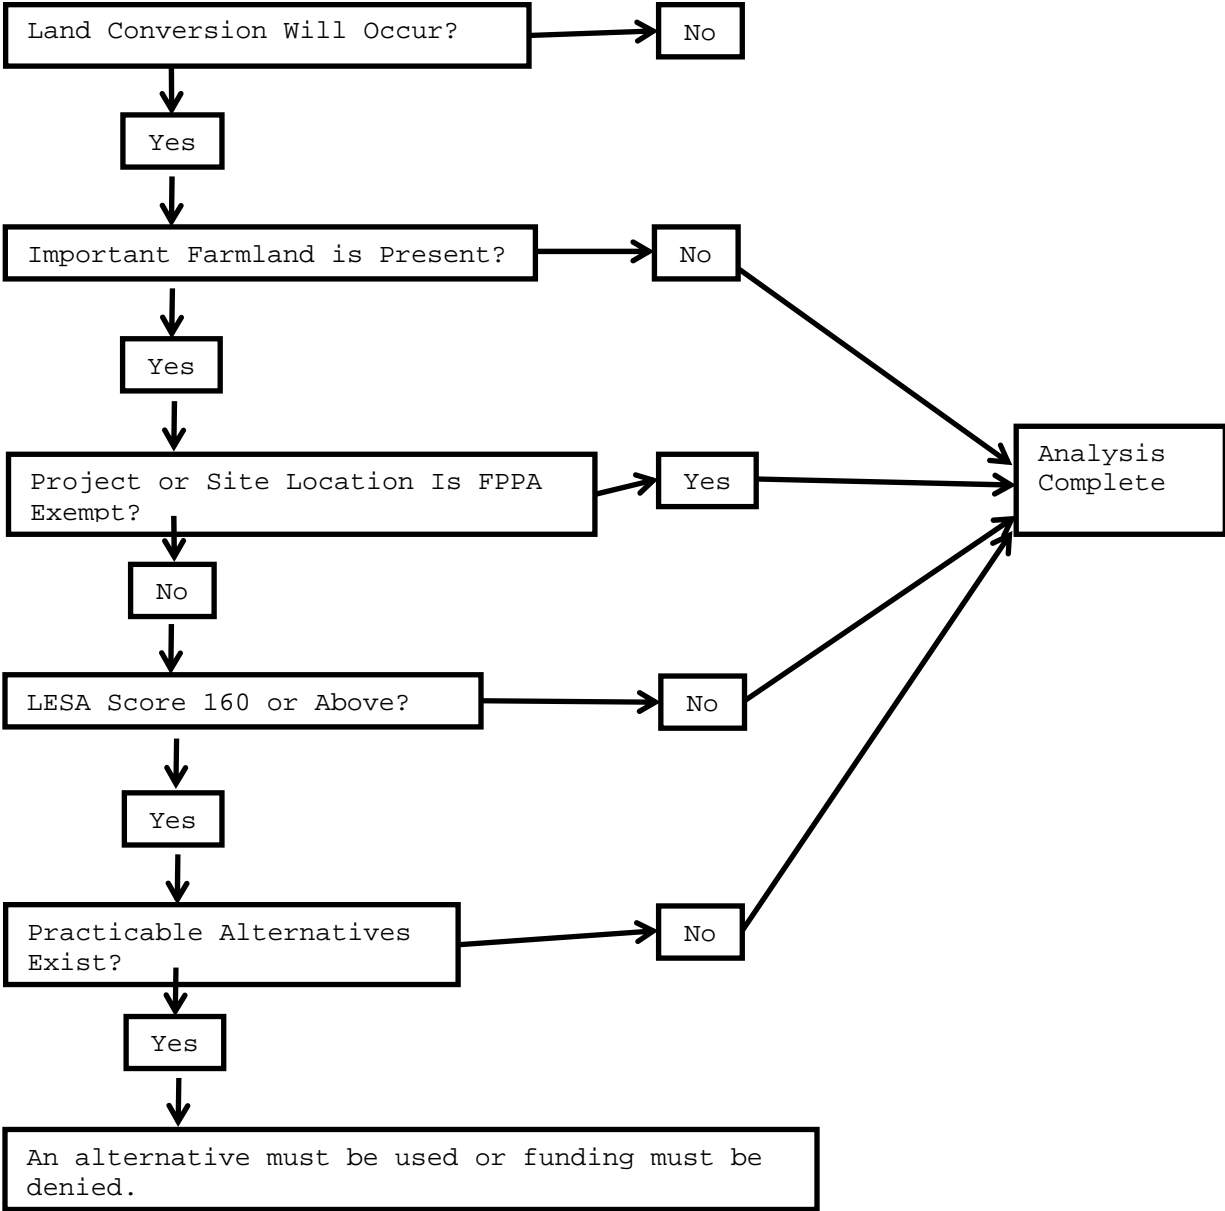 Land Conversion Will Occur?
No
Yes
Important Farmland is Present?
No
Yes
Project or Site Location Is FPPA
Exempt?
Yes
Analysis
Complete
No
LESA Score 160 or Above?
No
Yes
Practicable Alternatives
Exist?
No
Yes
An alternative must be used or funding must be
denied.